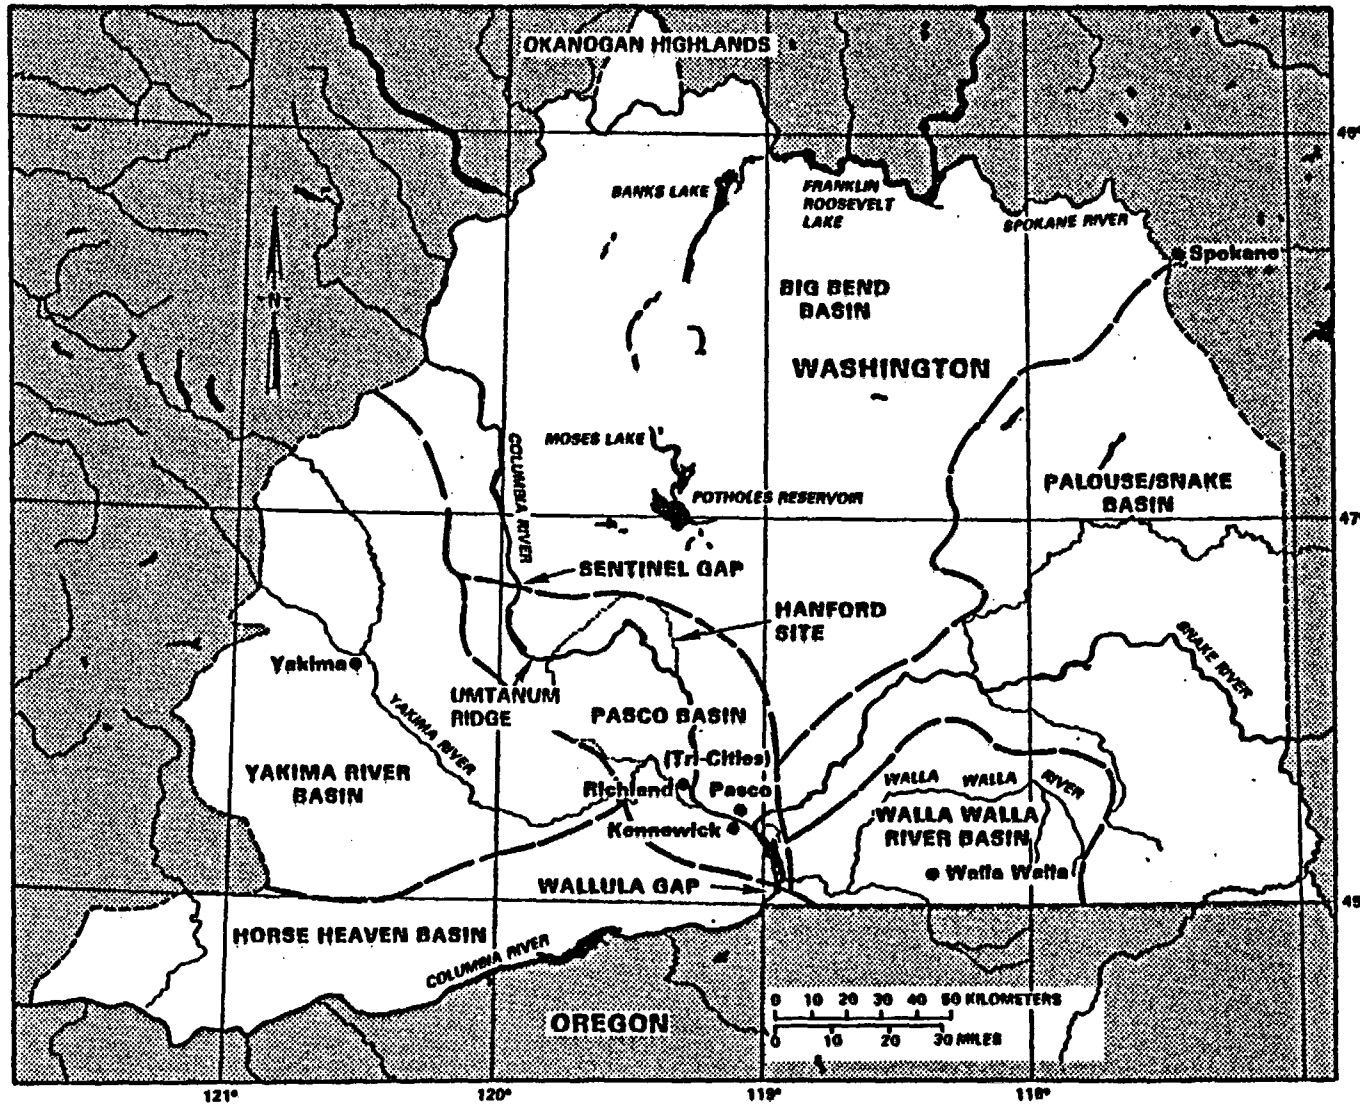 OKANOGAN HIGHLANDS
BANKS LAKE
FRANKLIN
ROOSEVELT
LAKE
SPOKANE RIVER
Spokane
N
BIG BEND
BASIN
WASHINGTON
MOSES LAKE
COLUMBIA RIVER
POTHOLES RESERVOIR
PALOUSE/SNAKE
BASIN
47°
SENTINEL GAP
HANFORD
SITE
SNAKE RIVER
Yakima
UMTANUM
RIDGE
PASCO BASIN
YAKIMA RIVER
(Tri-Cities)
YAKIMA RIVER
BASIN
Richland
Pasco
WALLA WALLA RIVER
WALLA WALLA
RIVER BASIN
Kennewick
Walla Walla
WALLULA GAP
HORSE HEAVEN BASIN
COLUMBIA RIVER
0 10 20 30 40 50 KILOMETERS
0 10 20 30 MILES
OREGON
121° 120° 119° 118°